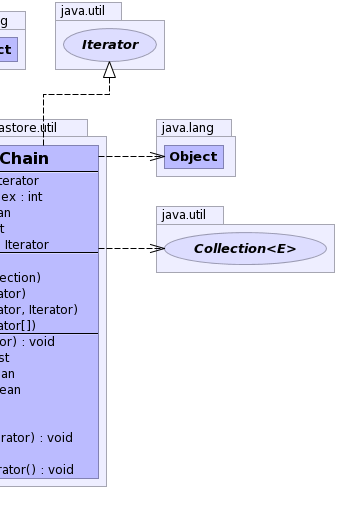 g
ct
java.util
Iterator
astore.util
Chain
terator
ex : int
an
t
, Iterator
ection)
ator)
ator, Iterator)
ator[])
or) : void
st
an
ean
rator) : void
rator() : void
java.lang
Object
java.util
Collection<E>